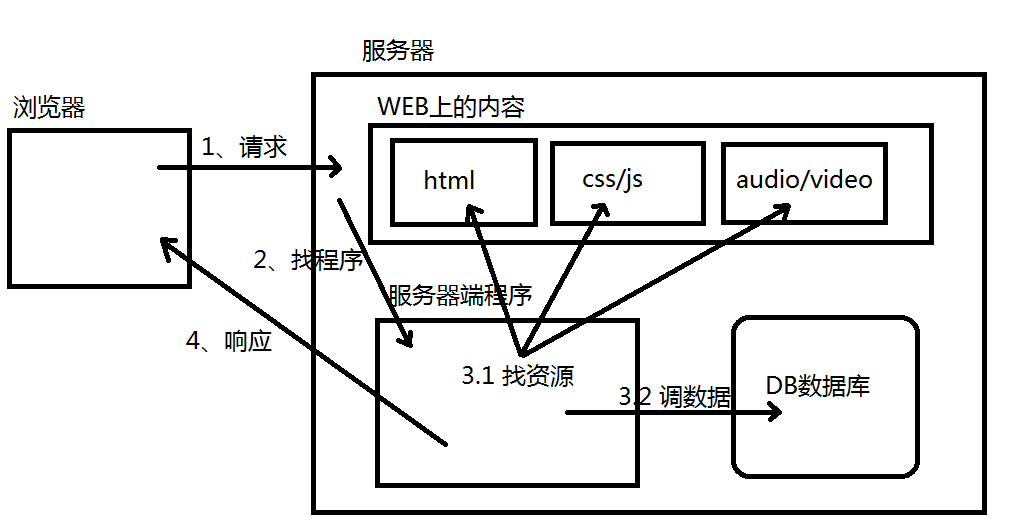 服务器
浏览器
WEB上的内容
1、请求
html
css/js
audio/video
2、找程序
服务器端程序
4、响应
3.1 找资源
3.2 调数据
DB数据库